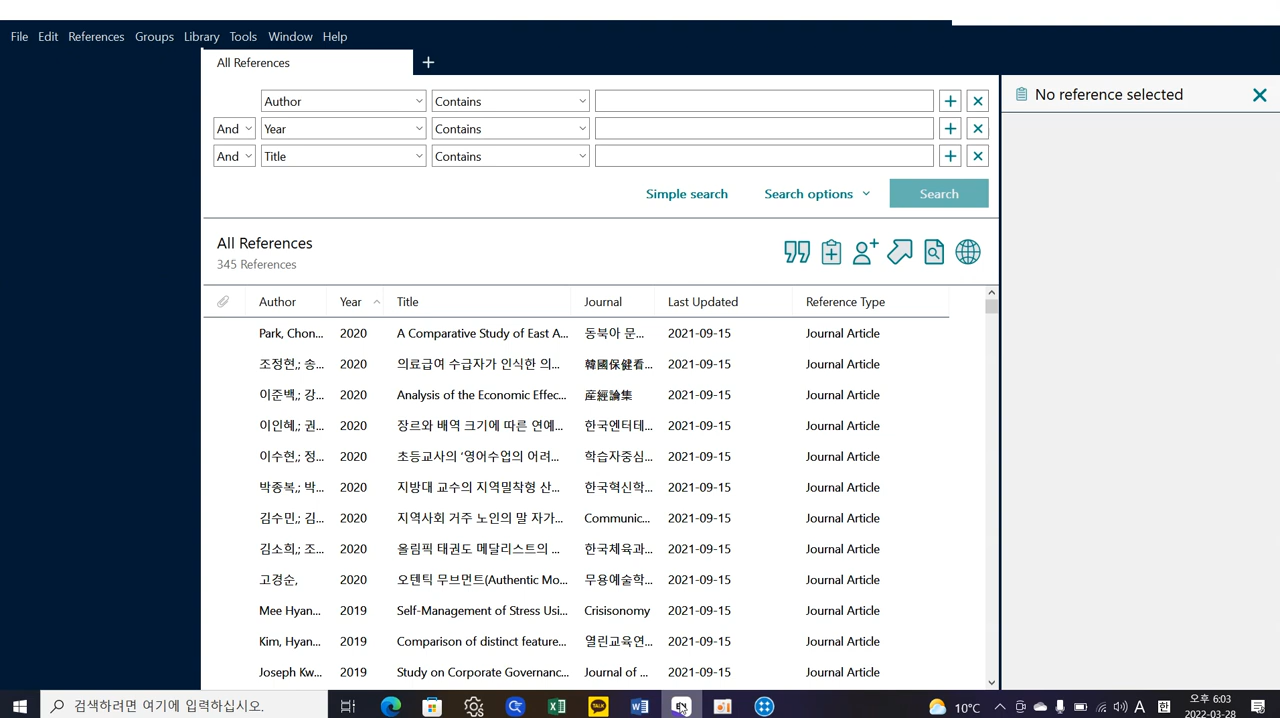 File Edit References Groups Library Tools Window Help
All References
Author Contains
And Year Contains
And Title Contains
Simple search Search options Search
No reference selected
All References
345 References
Author Year Title Journal Last Updated Reference Type
Park, Chon... 2020 A Comparative Study of East A... 동북아 문... 2021-09-15 Journal Article
조정현,; 송... 2020 의료급여 수급자가 인식한 의... 韓國保健看... 2021-09-15 Journal Article
이준백,; 강... 2020 Analysis of the Economic Effec... 産經論集 2021-09-15 Journal Article
이인혜,; 권... 2020 장르와 배역 크기에 따른 연예... 한국엔터테... 2021-09-15 Journal Article
이수현,; 정... 2020 초등교사의 '영어수업의 어려... 학습자중심... 2021-09-15 Journal Article
박종복,; 박... 2020 지방대 교수의 지역밀착형 산... 한국혁신학... 2021-09-15 Journal Article
김수민,; 김... 2020 지역사회 거주 노인의 말 자가... Communic... 2021-09-15 Journal Article
김소희,; 조... 2020 올림픽 태권도 메달리스트의 ... 한국체육과... 2021-09-15 Journal Article
고경순, 2020 오텐틱 무브먼트(Authentic Mo... 무용예술학... 2021-09-15 Journal Article
Mee Hyan... 2019 Self-Management of Stress Usi... Crisisonomy 2021-09-15 Journal Article
Kim, Hyan... 2019 Comparison of distinct feature... 열린교육연... 2021-09-15 Journal Article
Joseph Kw... 2019 Study on Corporate Governanc... Journal of ... 2021-09-15 Journal Article
검색하려면 여기에 입력하십시오.
TALK
EN
10°C
A 한
오후 6:03
2022-03-28